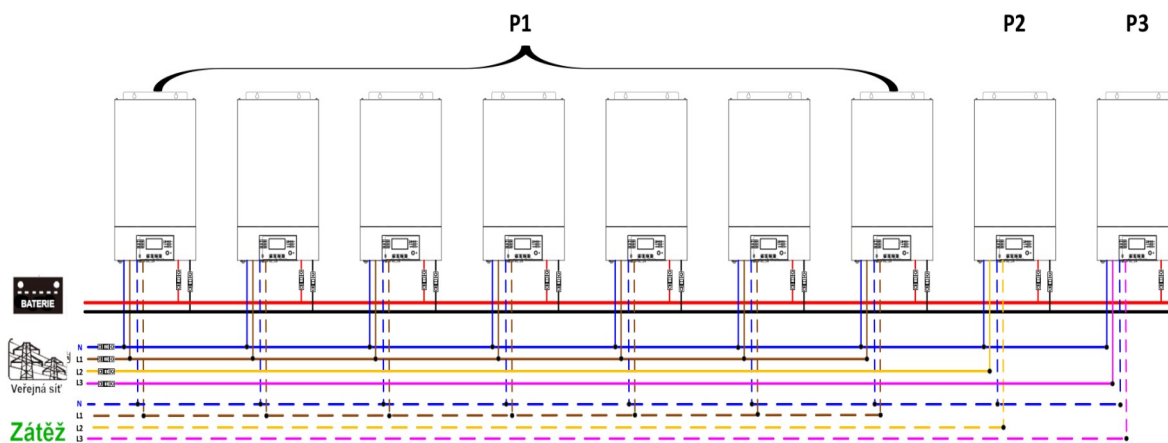 P1
P2
P3
BATERIE
N
L1
L2
L3
Veřejná síť
N
L1
L2
L3
Zátěž